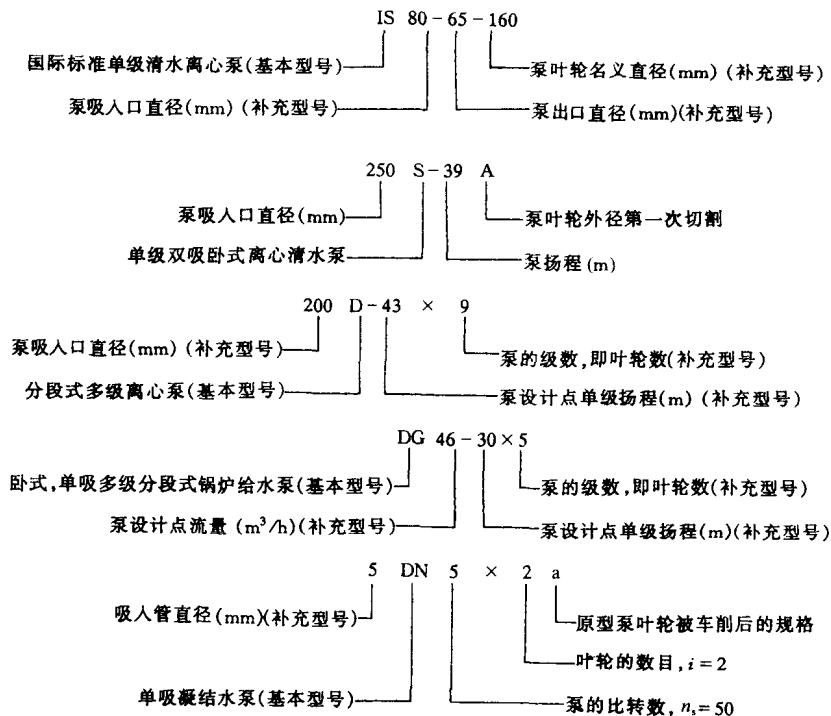 IS 80-65-160
国际标准单级清水离心泵(基本型号)
泵叶轮名义直径(mm) (补充型号)
泵吸入口直径(mm) (补充型号)
泵出口直径(mm)(补充型号)
250 S-39 A
泵吸入口直径(mm)
泵叶轮外径第一次切割
单级双吸卧式离心清水泵
泵扬程(m)
200 D-43 × 9
泵吸入口直径(mm) (补充型号)
泵的级数,即叶轮数(补充型号)
分段式多级离心泵(基本型号)
泵设计点单级扬程(m) (补充型号)
DG 46-30×5
卧式,单吸多级分段式锅炉给水泵(基本型号)
泵的级数,即叶轮数(补充型号)
泵设计点流量 (m³/h)(补充型号)
泵设计点单级扬程(m)(补充型号)
5 DN 5 × 2 a
吸入管直径(mm)(补充型号)
原型泵叶轮被车削后的规格
叶轮的数目, i=2
单吸凝结水泵(基本型号)
泵的比转数, nₛ=50